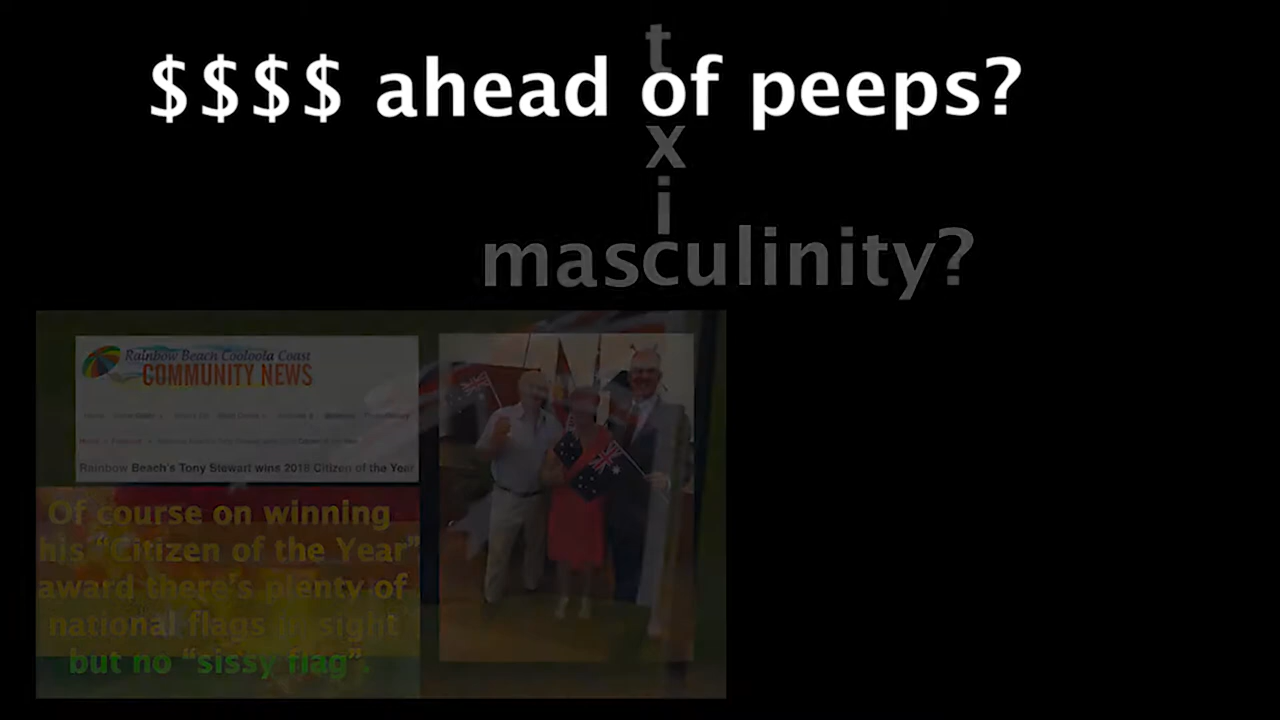 t
$$$$ ahead of peeps?
x
i
masculinity?
Rainbow Beach Cooloola Coast
COMMUNITY NEWS
Rainbow Beach's Tony Stewart wins 2018 Citizen of the Year
Of course on winning
his "Citizen of the Year"
award there's plenty of
national flags in sight
but no "sissy flag".